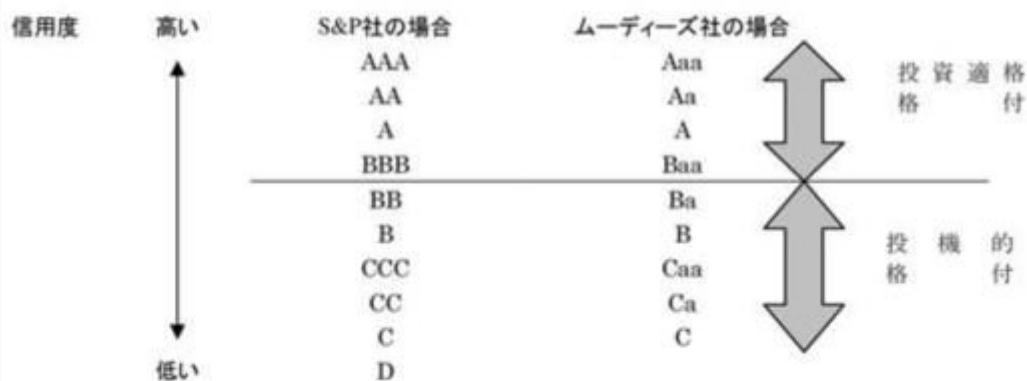 信用度 高い S&P社の場合 ムーディーズ社の場合
AAA Aaa
投資適格
AA Aa
格付
A A
BBB Baa
BB Ba
B B
投機的
CCC Caa
格付
CC Ca
C C
低い D